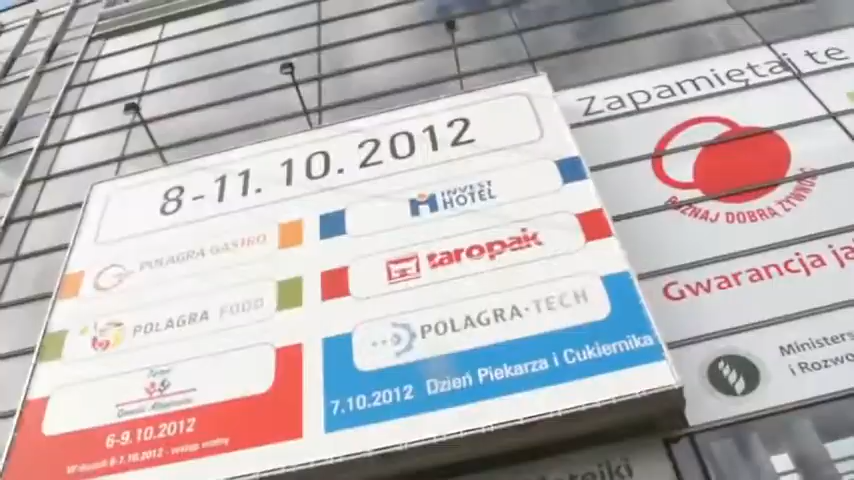 8-11.10.2012
POLAGRA GASTRO
INVEST
HOTEL
POLAGRA FOOD
taropak
POLAGRA-TECH
6-9.10.2012
7.10.2012 Dzień Piekarza i Cukiernika
Zapamiętaj te
POZNAJ DOBRĄ ŻYWNOŚĆ
Gwarancja
Ministers
i Rozwo